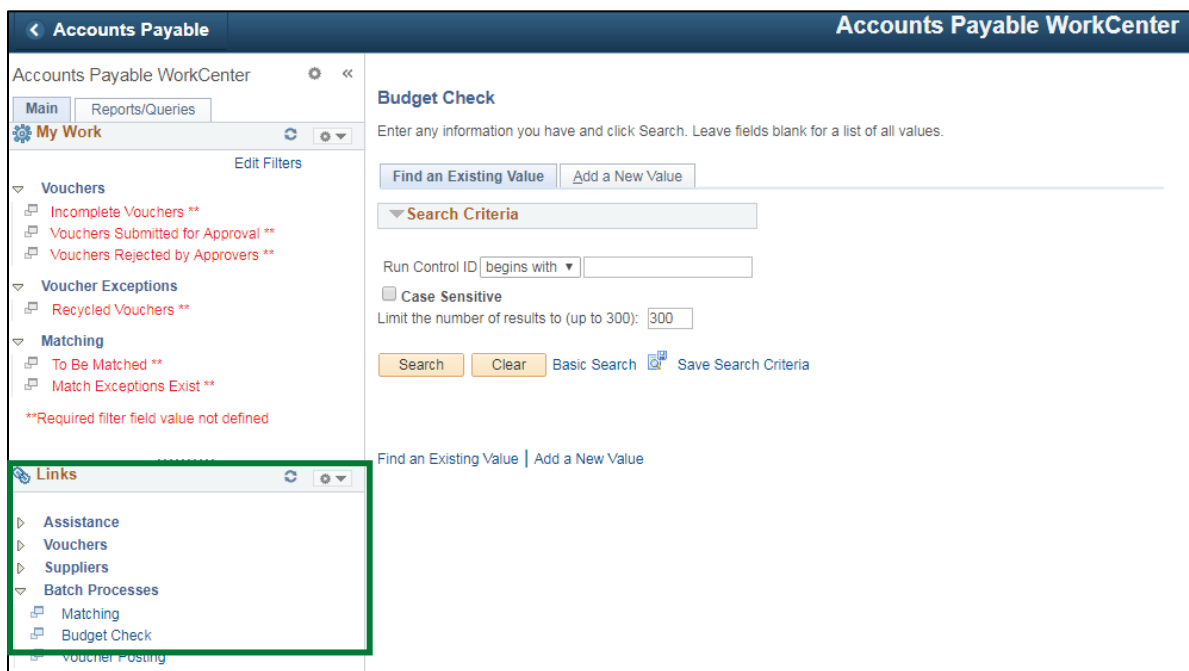 Accounts Payable
Accounts Payable WorkCenter
Accounts Payable WorkCenter
Main
Reports/Queries
My Work
Edit Filters
Vouchers
Incomplete Vouchers **
Vouchers Submitted for Approval **
Vouchers Rejected by Approvers **
Voucher Exceptions
Recycled Vouchers **
Matching
To Be Matched **
Match Exceptions Exist **
**Required filter field value not defined
Links
Assistance
Vouchers
Suppliers
Batch Processes
Matching
Budget Check
Voucher Posting
Budget Check
Enter any information you have and click Search. Leave fields blank for a list of all values.
Find an Existing Value
Add a New Value
Search Criteria
Run Control ID begins with
Case Sensitive
Limit the number of results to (up to 300): 300
Search Clear Basic Search Save Search Criteria
Find an Existing Value | Add a New Value